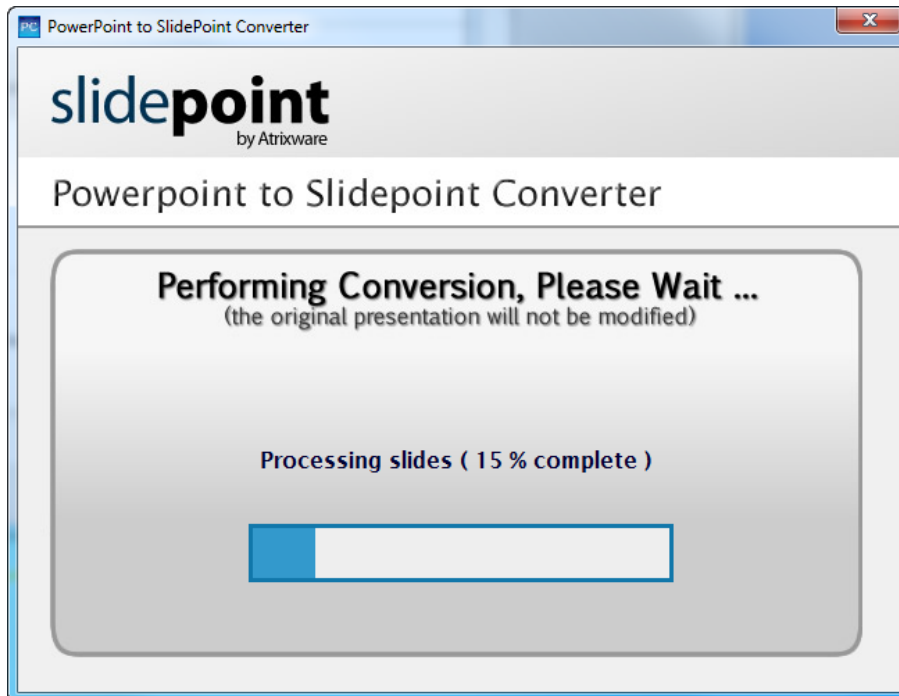 PC PowerPoint to SlidePoint Converter
slidepoint
by Atrixware
Powerpoint to Slidepoint Converter
Performing Conversion, Please Wait ...
(the original presentation will not be modified)
Processing slides ( 15 % complete )